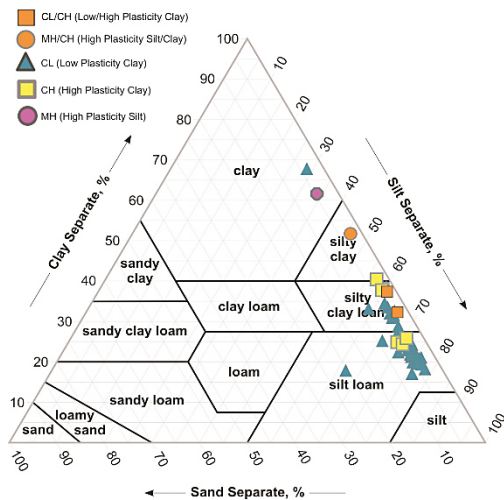 CL/CH (Low/High Plasticity Clay)
MH/CH (High Plasticity Silt/Clay)
CL (Low Plasticity Clay)
CH (High Plasticity Clay)
MH (High Plasticity Silt)
100
90
80
70
60
50
40
30
20
10
10
20
30
40
50
60
70
80
90
100
Clay Separate, %
Silt Separate, %
clay
silty
clay
sandy
clay
clay loam
silty
clay loam
sandy clay loam
loam
silt loam
sandy loam
loamy
sand
sand
silt
100
90
80
70
60
50
40
30
20
10
Sand Separate, %